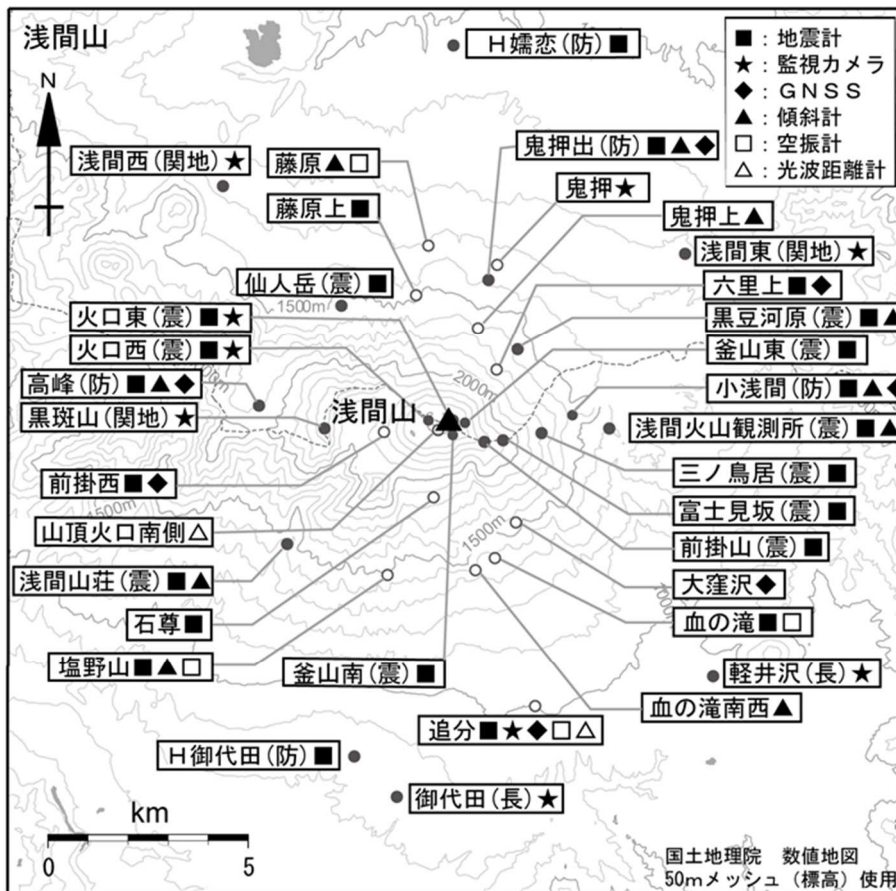 浅間山
N
■：地震計
★：監視カメラ
◆：ＧＮＳＳ
▲：傾斜計
□：空振計
△：光波距離計
Ｈ嬬恋(防)■
浅間西(関地)★
藤原▲□
鬼押出(防)■▲◆
鬼押★
藤原上■
鬼押上▲
浅間東(関地)★
仙人岳(震)■
1500m
六里上■◆
火口東(震)■★
黒豆河原(震)■▲
火口西(震)■★
釜山東(震)■
2000m
高峰(防)■▲◆
小浅間(防)■▲◆
黒斑山(関地)★
浅間山
浅間火山観測所(震)■▲
前掛西■◆
三ノ鳥居(震)■
1500m
富士見坂(震)■
山頂火口南側△
1500m
前掛山(震)■
浅間山荘(震)■▲
大窪沢◆
石尊■
血の滝■□
塩野山■▲□
釜山南(震)■
軽井沢(長)★
血の滝南西▲
追分■★◆□△
Ｈ御代田(防)■
御代田(長)★
km
0 5
国土地理院　数値地図
50mメッシュ（標高）使用